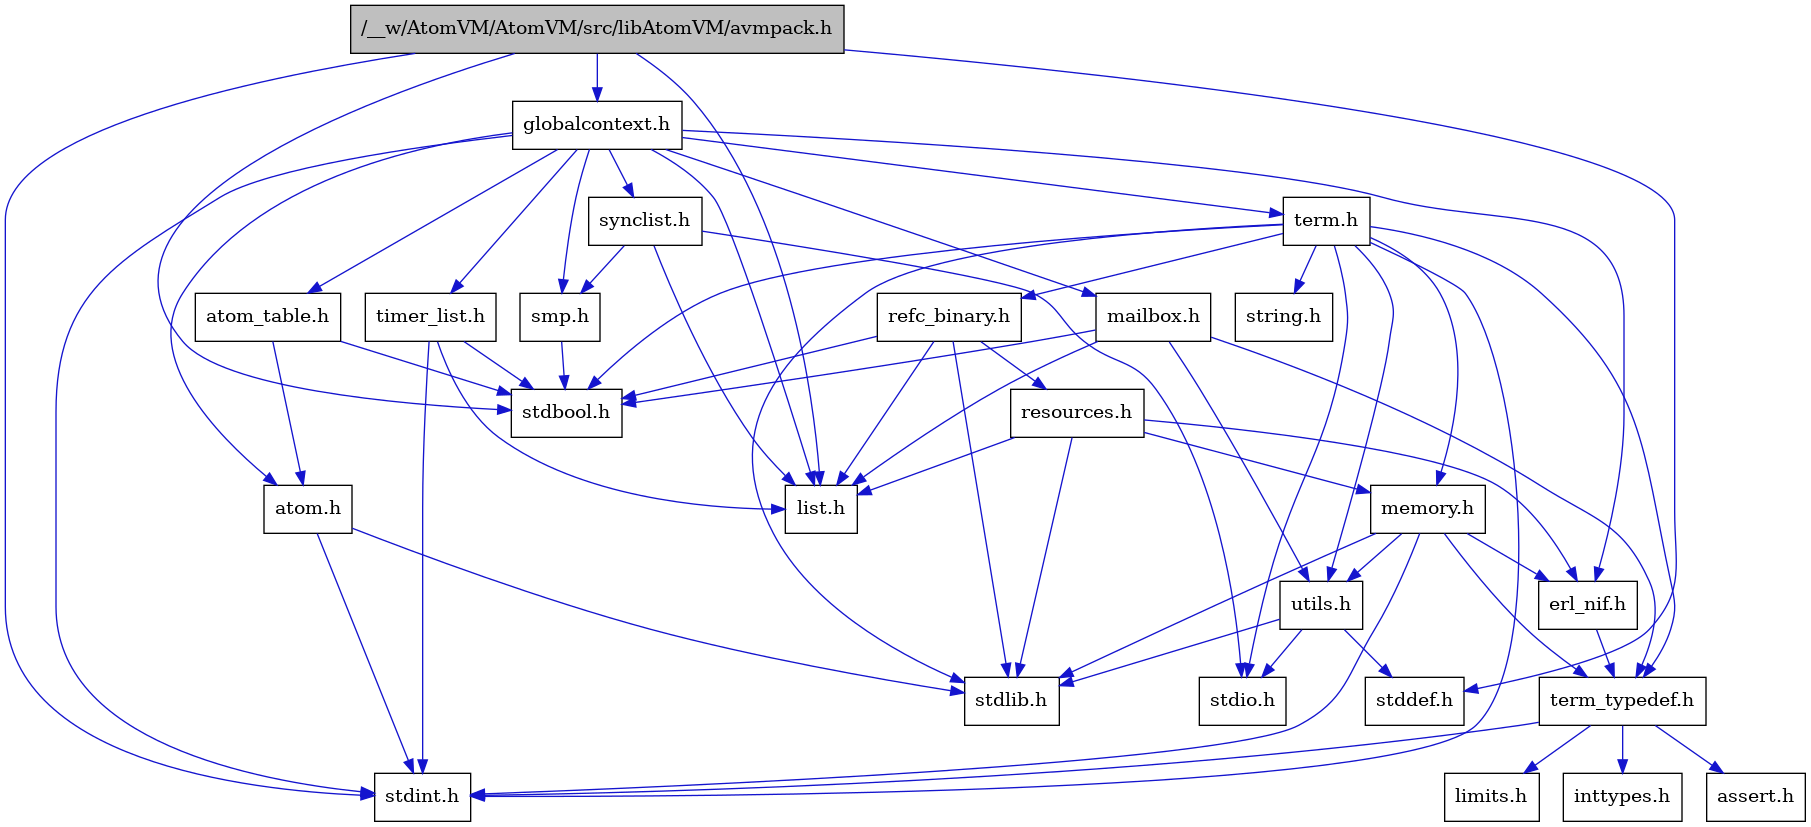 /__w/AtomVM/AtomVM/src/libAtomVM/avmpack.h
globalcontext.h
synclist.h
term.h
atom_table.h
timer_list.h
smp.h
refc_binary.h
mailbox.h
string.h
stdbool.h
resources.h
atom.h
list.h
memory.h
utils.h
erl_nif.h
stdlib.h
stdio.h
stddef.h
term_typedef.h
stdint.h
limits.h
inttypes.h
assert.h